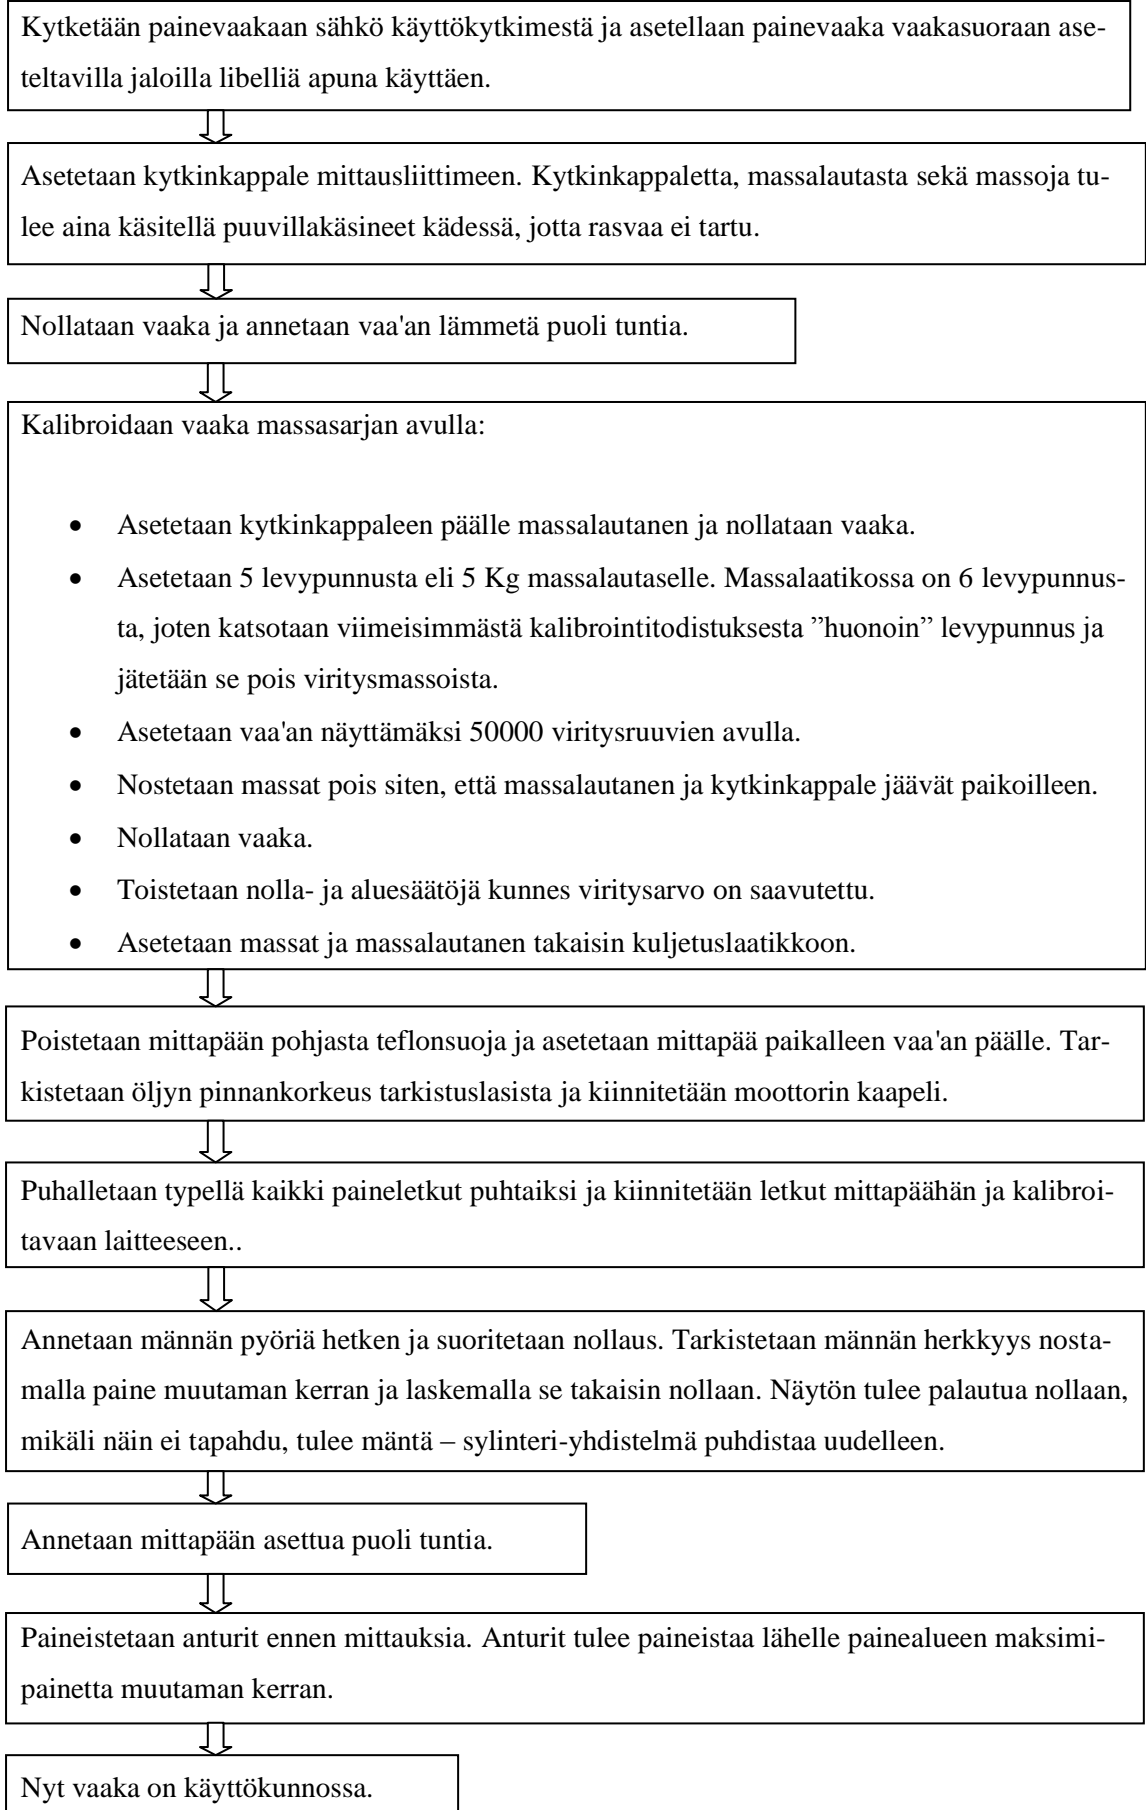 Kytketään painevaakaan sähkö käyttökytkimestä ja asetellaan painevaaka vaakasuoraan ase-
teltavilla jaloilla libelliä apuna käyttäen.
Asetetaan kytkinkappale mittausliittimeen. Kytkinkappaletta, massalautasta sekä massoja tu-
lee aina käsitellä puuvillakäsineet kädessä, jotta rasvaa ei tartu.
Nollataan vaaka ja annetaan vaa'an lämmetä puoli tuntia.
Kalibroidaan vaaka massasarjan avulla:
• Asetetaan kytkinkappaleen päälle massalautanen ja nollataan vaaka.
• Asetetaan 5 levypunnusta eli 5 Kg massalautaselle. Massalaatikossa on 6 levypunnus-
ta, joten katsotaan viimeisimmästä kalibrointitodistuksesta ”huonoin” levypunnus ja
jätetään se pois viritysmassoista.
• Asetetaan vaa'an näyttämäksi 50000 viritysruuvien avulla.
• Nostetaan massat pois siten, että massalautanen ja kytkinkappale jäävät paikoilleen.
• Nollataan vaaka.
• Toistetaan nolla- ja aluesäätöjä kunnes viritysarvo on saavutettu.
• Asetetaan massat ja massalautanen takaisin kuljetuslaatikkoon.
Poistetaan mittapään pohjasta teflonsuoja ja asetetaan mittapää paikalleen vaa'an päälle. Tar-
kistetaan öljyn pinnankorkeus tarkistuslasista ja kiinnitetään moottorin kaapeli.
Puhalletaan typellä kaikki paineletkut puhtaiksi ja kiinnitetään letkut mittapäähän ja kalibroi-
tavaan laitteeseen..
Annetaan männän pyöriä hetken ja suoritetaan nollaus. Tarkistetaan männän herkkyys nosta-
malla paine muutaman kerran ja laskemalla se takaisin nollaan. Näytön tulee palautua nollaan,
mikäli näin ei tapahdu, tulee mäntä – sylinteri-yhdistelmä puhdistaa uudelleen.
Annetaan mittapään asettua puoli tuntia.
Paineistetaan anturit ennen mittauksia. Anturit tulee paineistaa lähelle painealueen maksimi-
painetta muutaman kerran.
Nyt vaaka on käyttökunnossa.